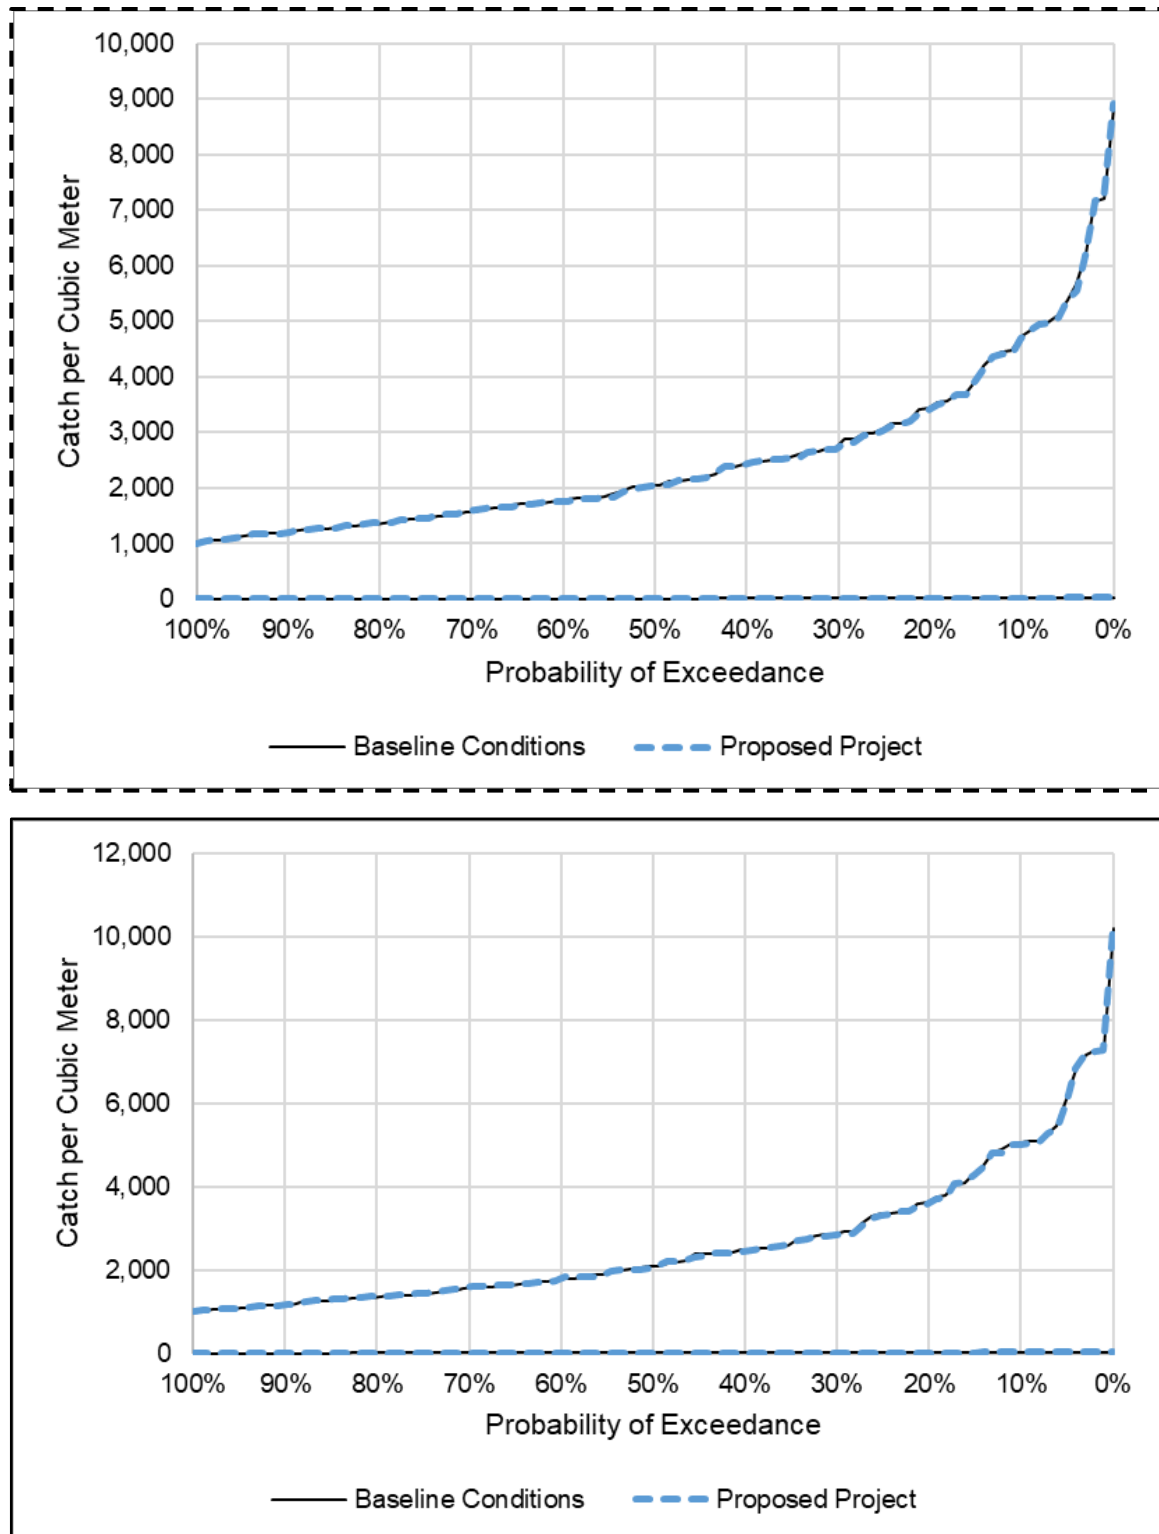 10,000
9,000
8,000
7,000
6,000
5,000
4,000
3,000
2,000
1,000
0
Catch per Cubic Meter
100% 90% 80% 70% 60% 50% 40% 30% 20% 10% 0%
Probability of Exceedance
Baseline Conditions Proposed Project
12,000
10,000
8,000
6,000
4,000
2,000
0
Catch per Cubic Meter
100% 90% 80% 70% 60% 50% 40% 30% 20% 10% 0%
Probability of Exceedance
Baseline Conditions Proposed Project